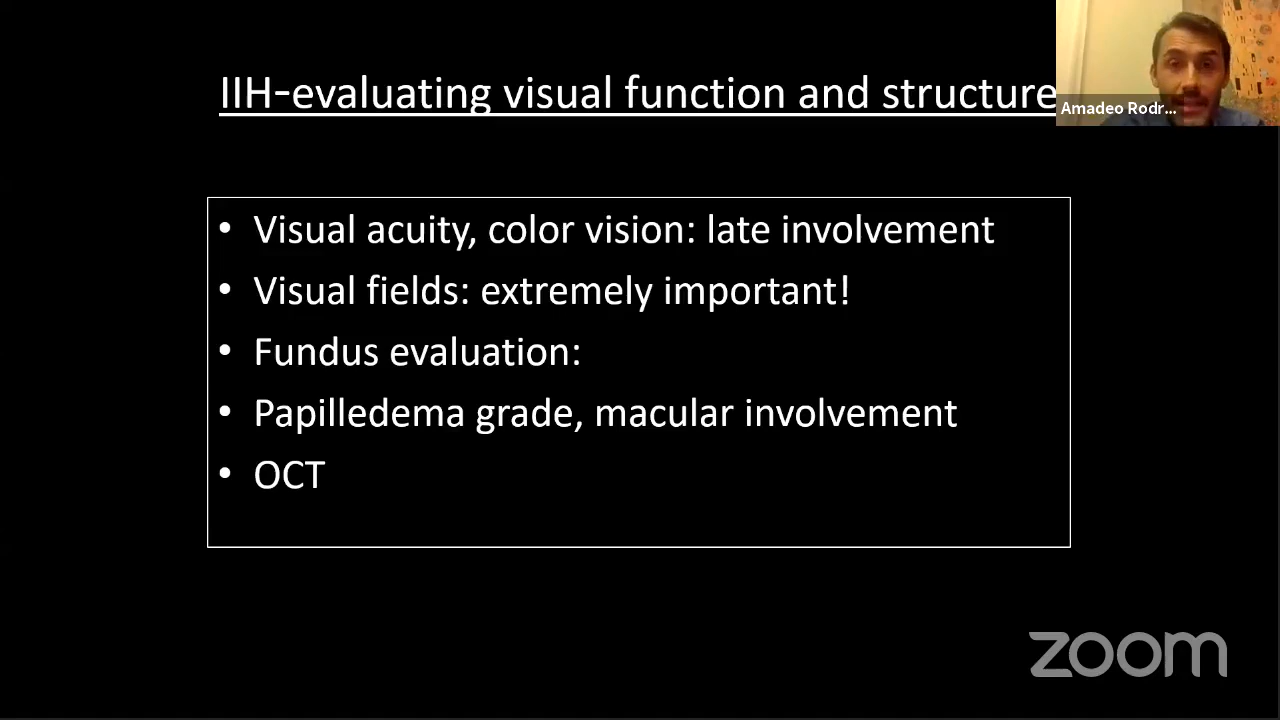 IIH-evaluating visual function and structure
Amadeo Rodr...
• Visual acuity, color vision: late involvement
• Visual fields: extremely important!
• Fundus evaluation:
• Papilledema grade, macular involvement
• OCT
zoom